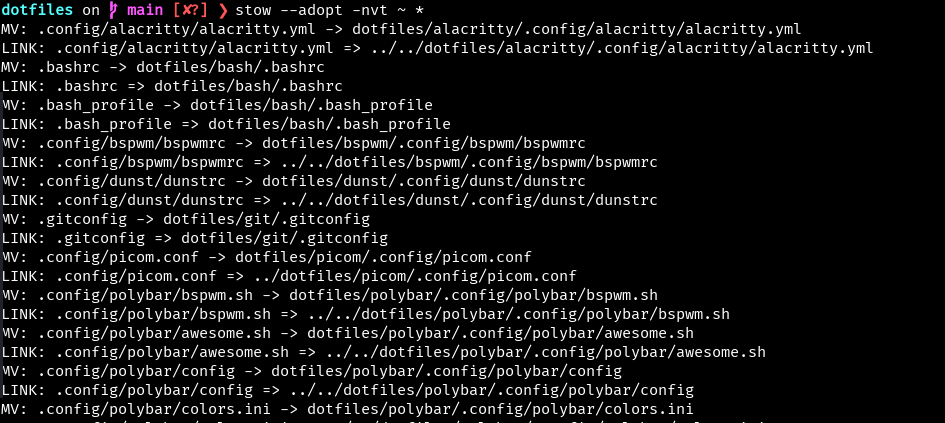 dotfiles on main [✘?] ❯ stow --adopt -nvt ~ *
MV: .config/alacritty/alacritty.yml -> dotfiles/alacritty/.config/alacritty/alacritty.yml
LINK: .config/alacritty/alacritty.yml => ../../dotfiles/alacritty/.config/alacritty/alacritty.yml
MV: .bashrc -> dotfiles/bash/.bashrc
LINK: .bashrc => dotfiles/bash/.bashrc
MV: .bash_profile -> dotfiles/bash/.bash_profile
LINK: .bash_profile => dotfiles/bash/.bash_profile
MV: .config/bspwm/bspwmrc -> dotfiles/bspwm/.config/bspwm/bspwmrc
LINK: .config/bspwm/bspwmrc => ../../dotfiles/bspwm/.config/bspwm/bspwmrc
MV: .config/dunst/dunstrc -> dotfiles/dunst/.config/dunst/dunstrc
LINK: .config/dunst/dunstrc => ../../dotfiles/dunst/.config/dunst/dunstrc
MV: .gitconfig -> dotfiles/git/.gitconfig
LINK: .gitconfig => dotfiles/git/.gitconfig
MV: .config/picom.conf -> dotfiles/picom/.config/picom.conf
LINK: .config/picom.conf => ../dotfiles/picom/.config/picom.conf
MV: .config/polybar/bspwm.sh -> dotfiles/polybar/.config/polybar/bspwm.sh
LINK: .config/polybar/bspwm.sh => ../../dotfiles/polybar/.config/polybar/bspwm.sh
MV: .config/polybar/awesome.sh -> dotfiles/polybar/.config/polybar/awesome.sh
LINK: .config/polybar/awesome.sh => ../../dotfiles/polybar/.config/polybar/awesome.sh
MV: .config/polybar/config -> dotfiles/polybar/.config/polybar/config
LINK: .config/polybar/config => ../../dotfiles/polybar/.config/polybar/config
MV: .config/polybar/colors.ini -> dotfiles/polybar/.config/polybar/colors.ini